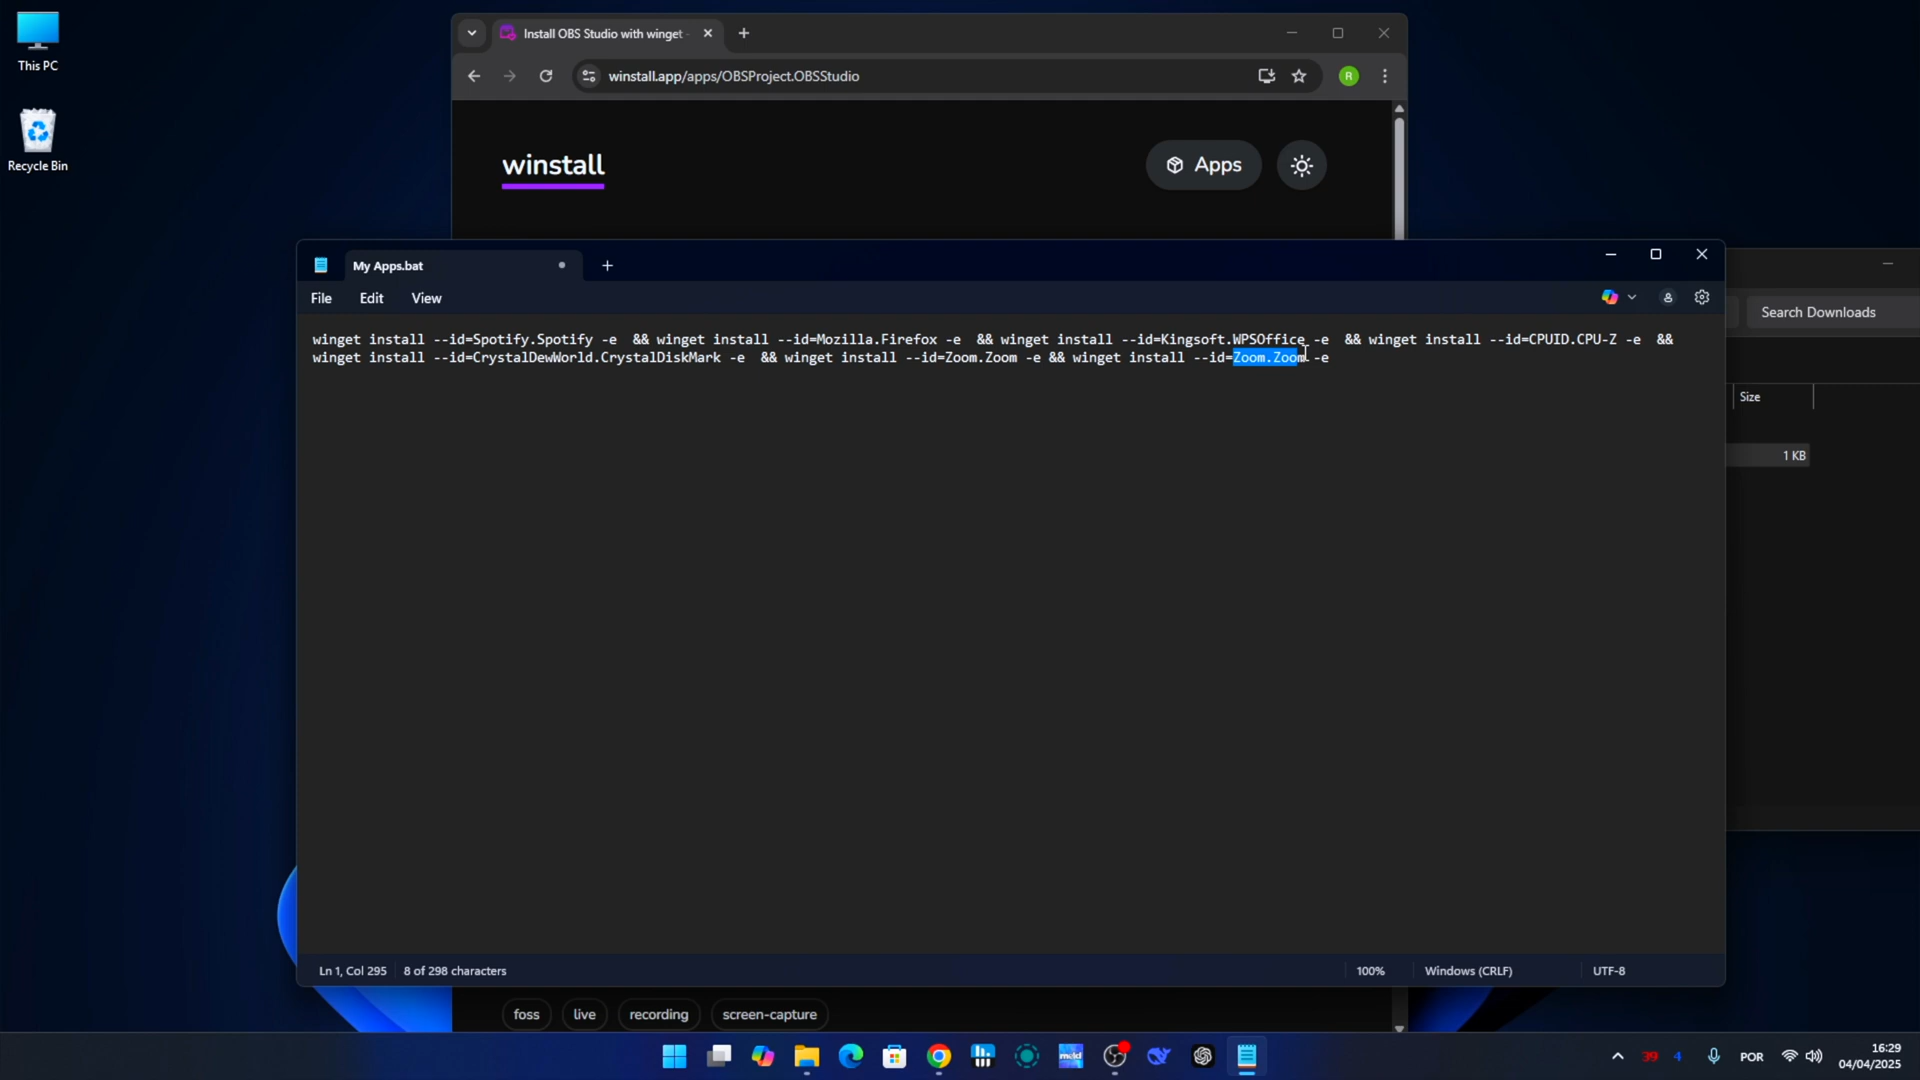 This PC
Recycle Bin
Install OBS Studio with winget -
winstall.app/apps/OBSProject.OBSStudio
R
winstall
Apps
My Apps.bat
File
Edit
View
winget install --id=Spotify.Spotify -e  && winget install --id=Mozilla.Firefox -e  && winget install --id=Kingsoft.WPSOffice -e  && winget install --id=CPUID.CPU-Z -e  &&
winget install --id=CrystalDewWorld.CrystalDiskMark -e  && winget install --id=Zoom.Zoom -e && winget install --id=Zoom.Zoom -e
Search Downloads
Size
1 KB
Ln 1, Col 295
8 of 298 characters
100%
Windows (CRLF)
UTF-8
foss
live
recording
screen-capture
39
4
POR
16:29
04/04/2025